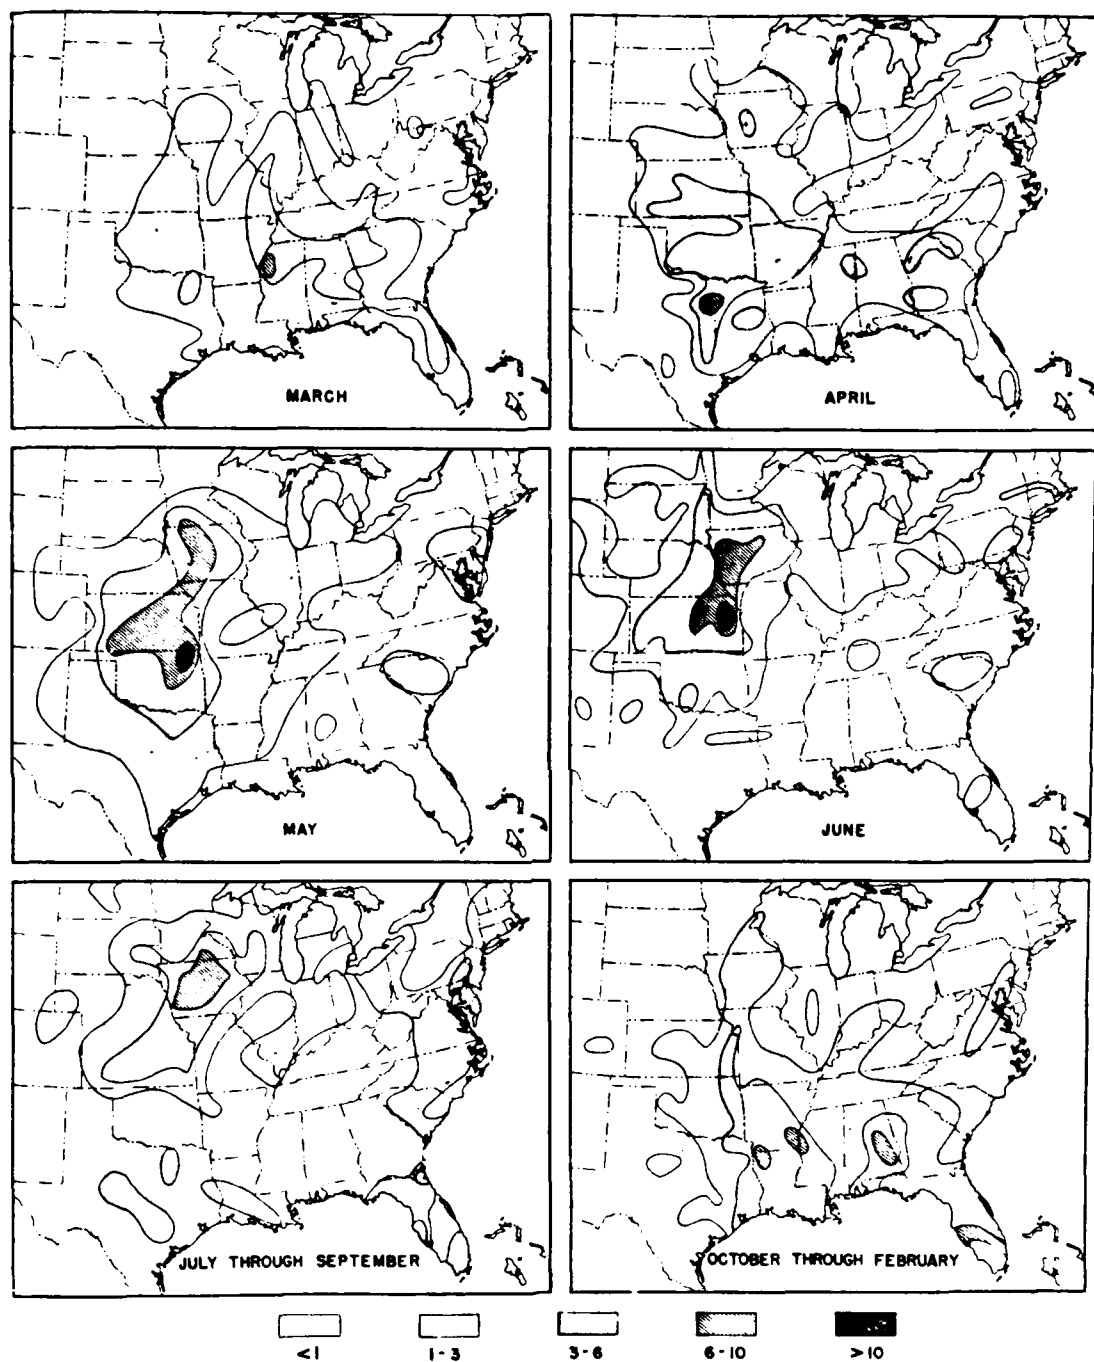 MARCH
APRIL
MAY
JUNE
JULY THROUGH SEPTEMBER
OCTOBER THROUGH FEBRUARY
<1
1-3
3-6
6-10
>10